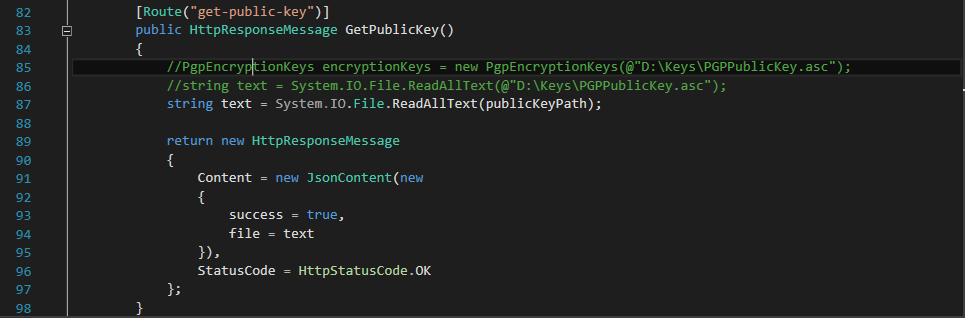 82 [Route("get-public-key")]
83 public HttpResponseMessage GetPublicKey()
84 {
85 //PgpEncryptionKeys encryptionKeys = new PgpEncryptionKeys(@"D:\Keys\PGPPublicKey.asc");
86 //string text = System.IO.File.ReadAllText(@"D:\Keys\PGPPublicKey.asc");
87 string text = System.IO.File.ReadAllText(publicKeyPath);
88
89 return new HttpResponseMessage
90 {
91 Content = new JsonContent(new
92 {
93 success = true,
94 file = text
95 }),
96 StatusCode = HttpStatusCode.OK
97 };
98 }